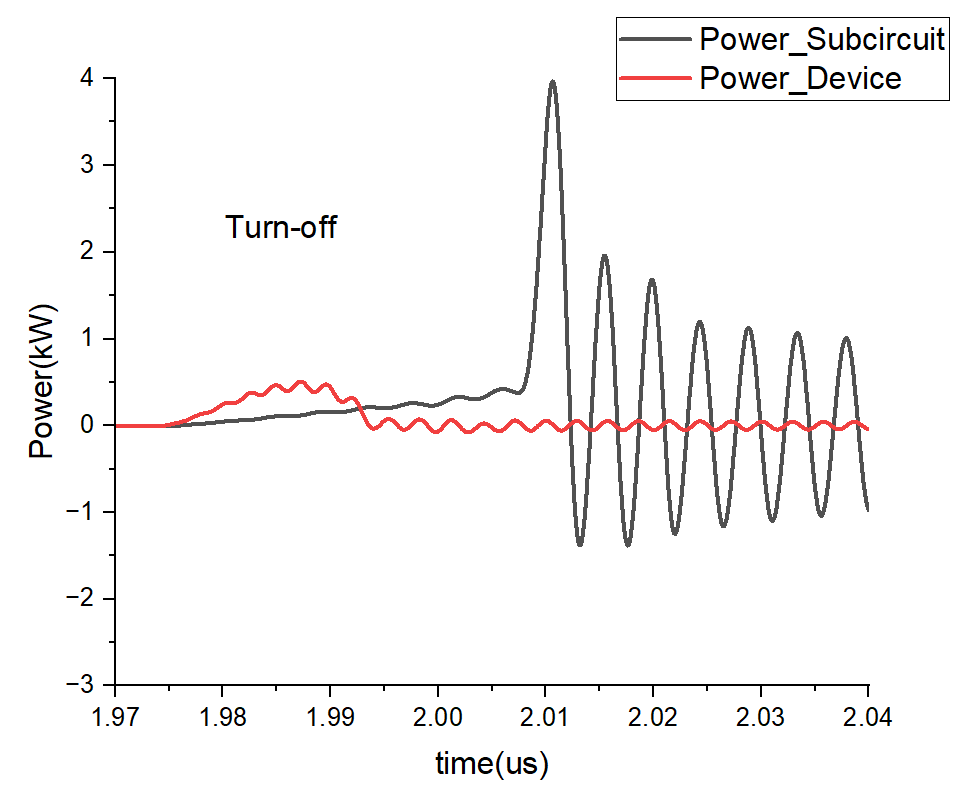 Power_Subcircuit
Power_Device
4
3
2
1
0
−1
−2
−3
Turn-off
Power(kW)
1.97 1.98 1.99 2.00 2.01 2.02 2.03 2.04
time(us)